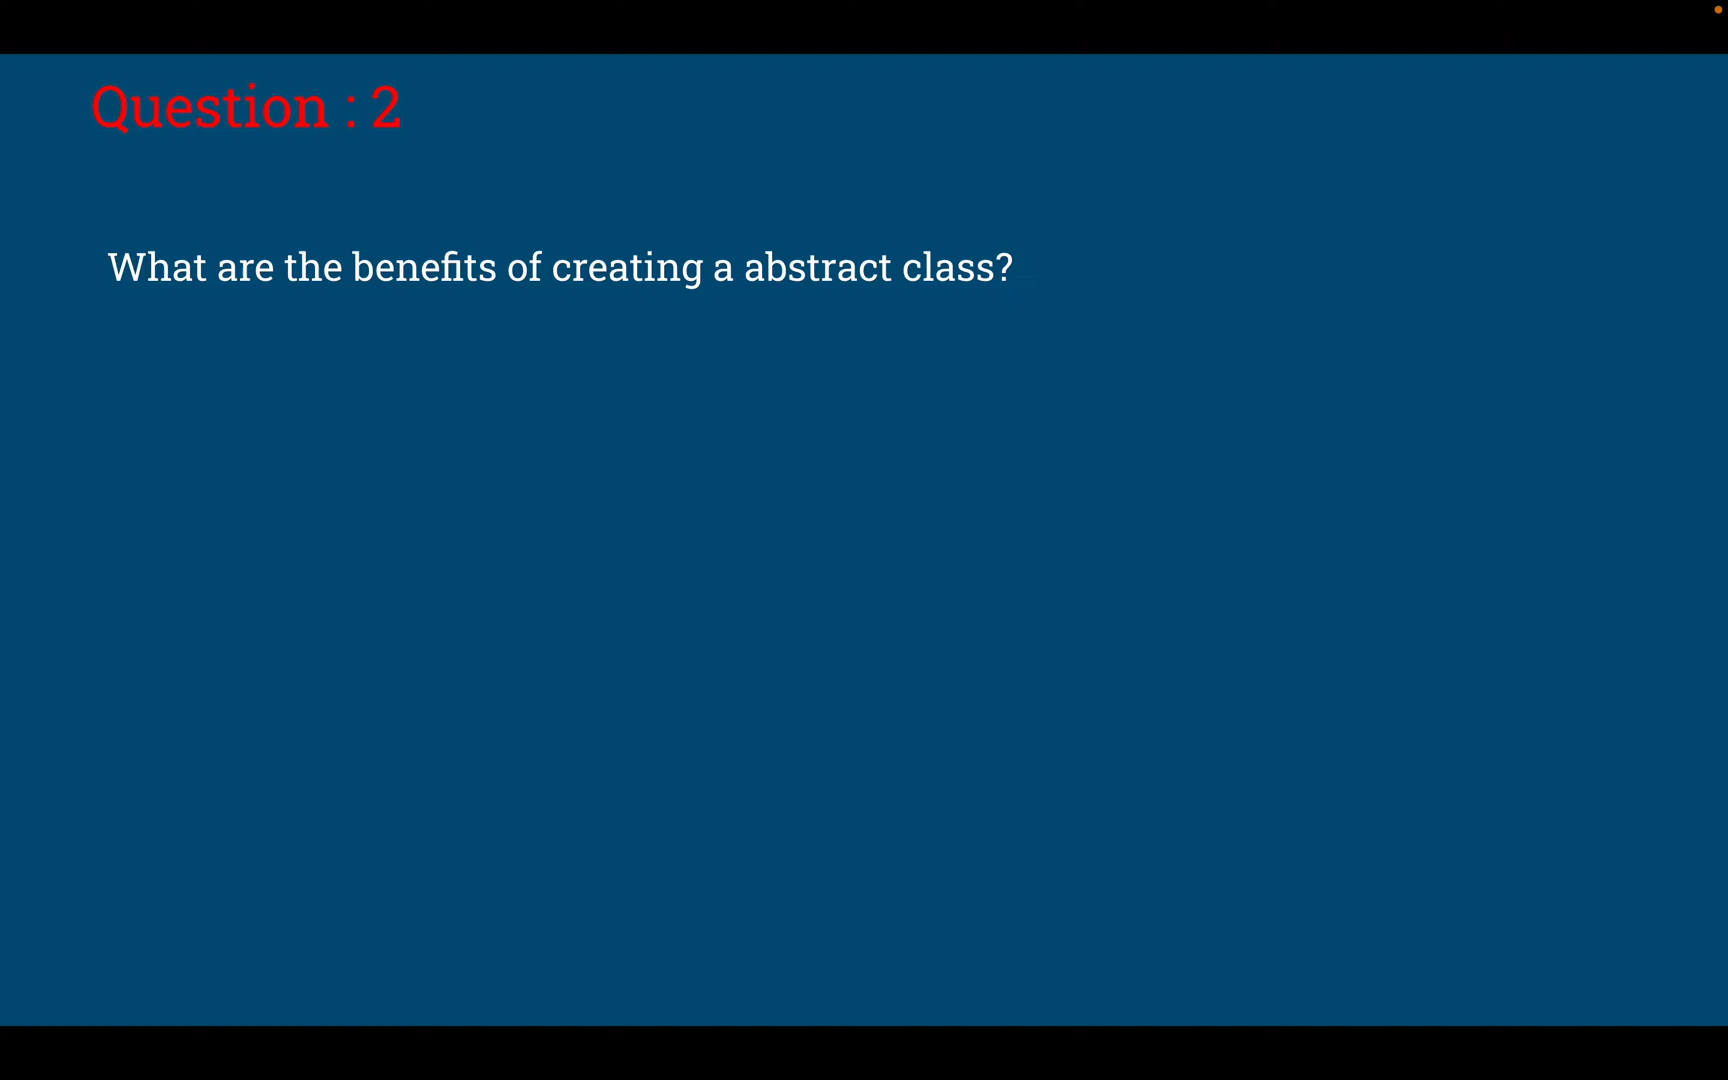 Question : 2
What are the benefits of creating a abstract class?